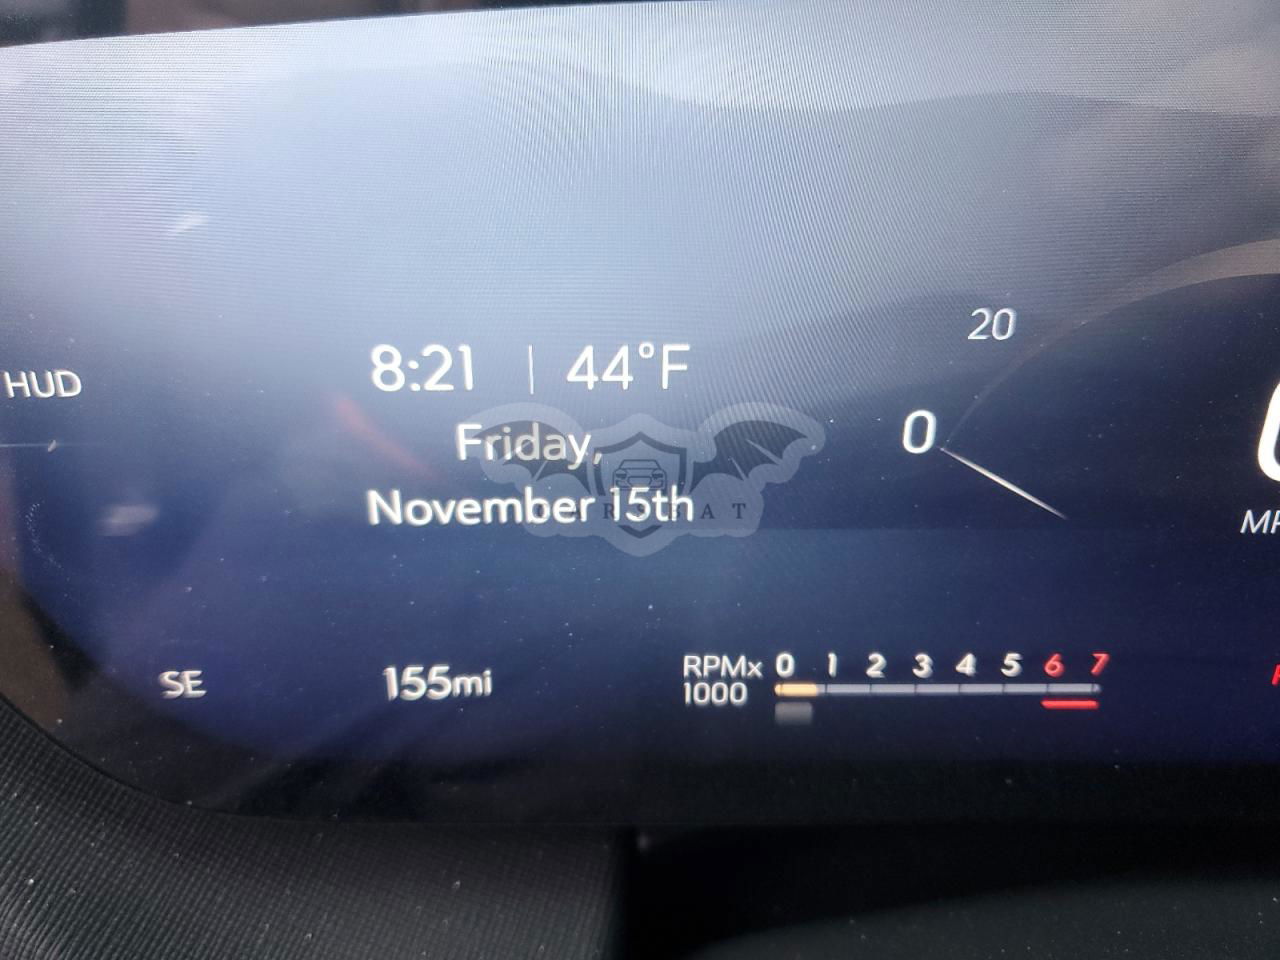 20
8:21 | 44°F
HUD
Friday,
0
November 15th
CARSBAT
SE
155mi
RPMx
1000
0 1 2 3 4 5 6 7